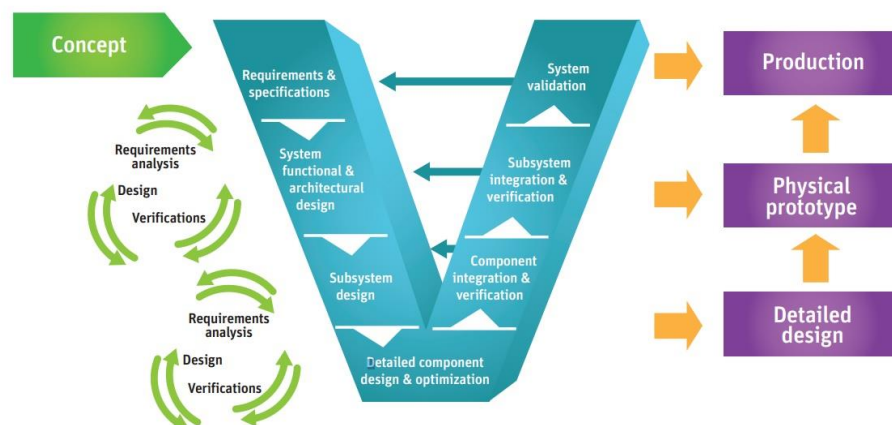 Concept
Requirements &
specifications
System
functional &
architectural
design
Subsystem
design
Detailed component
design & optimization
Component
integration &
verification
Subsystem
integration &
verification
System
validation
Requirements
analysis
Design
Verifications
Requirements
analysis
Design
Verifications
Production
Physical
prototype
Detailed
design